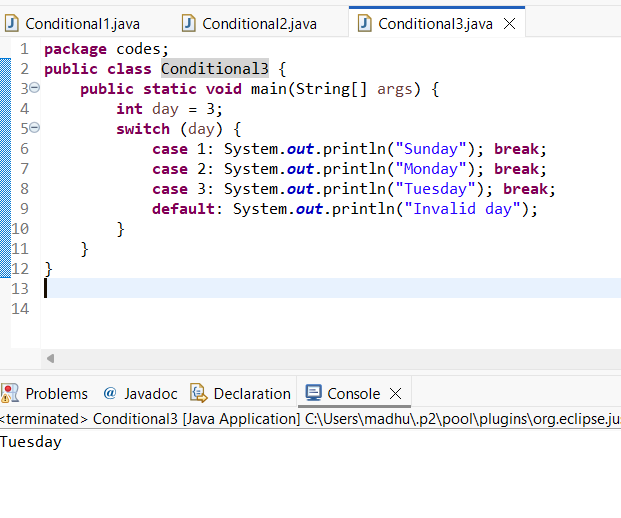 Conditional1.java Conditional2.java Conditional3.java
1 package codes;
2 public class Conditional3 {
3 public static void main(String[] args) {
4 int day = 3;
5 switch (day) {
6 case 1: System.out.println("Sunday"); break;
7 case 2: System.out.println("Monday"); break;
8 case 3: System.out.println("Tuesday"); break;
9 default: System.out.println("Invalid day");
10 }
11 }
12 }
13
14
Problems @ Javadoc Declaration Console
<terminated> Conditional3 [Java Application] C:\Users\madhu\.p2\pool\plugins\org.eclipse.jus
Tuesday